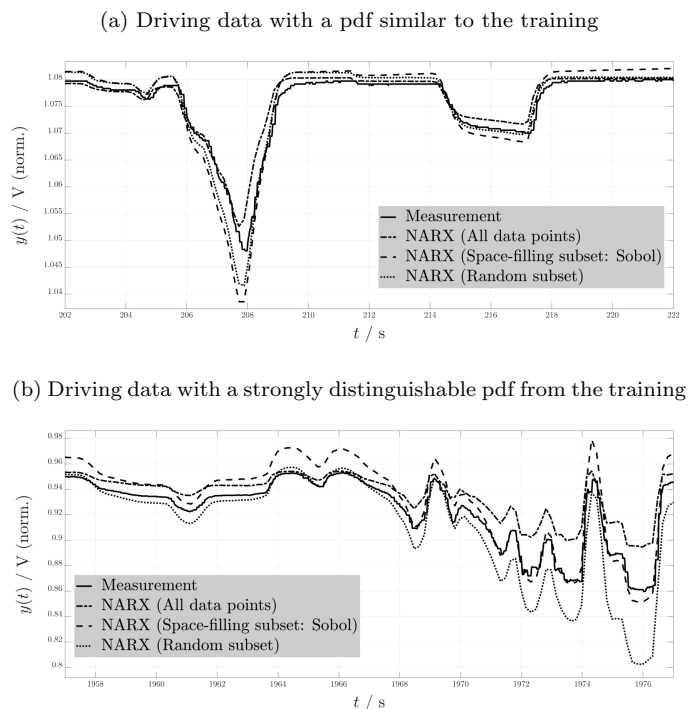 (a) Driving data with a pdf similar to the training
1.08
1.075
1.07
1.065
1.06
1.055
1.05
1.045
1.04
y(t) / V (norm.)
Measurement
NARX (All data points)
NARX (Space-filling subset: Sobol)
NARX (Random subset)
202 204 206 208 210 212 214 216 218 220 222
t / s
(b) Driving data with a strongly distinguishable pdf from the training
0.98
0.96
0.94
0.92
0.9
0.88
0.86
0.84
0.82
0.8
y(t) / V (norm.)
Measurement
NARX (All data points)
NARX (Space-filling subset: Sobol)
NARX (Random subset)
1958 1960 1962 1964 1966 1968 1970 1972 1974 1976
t / s